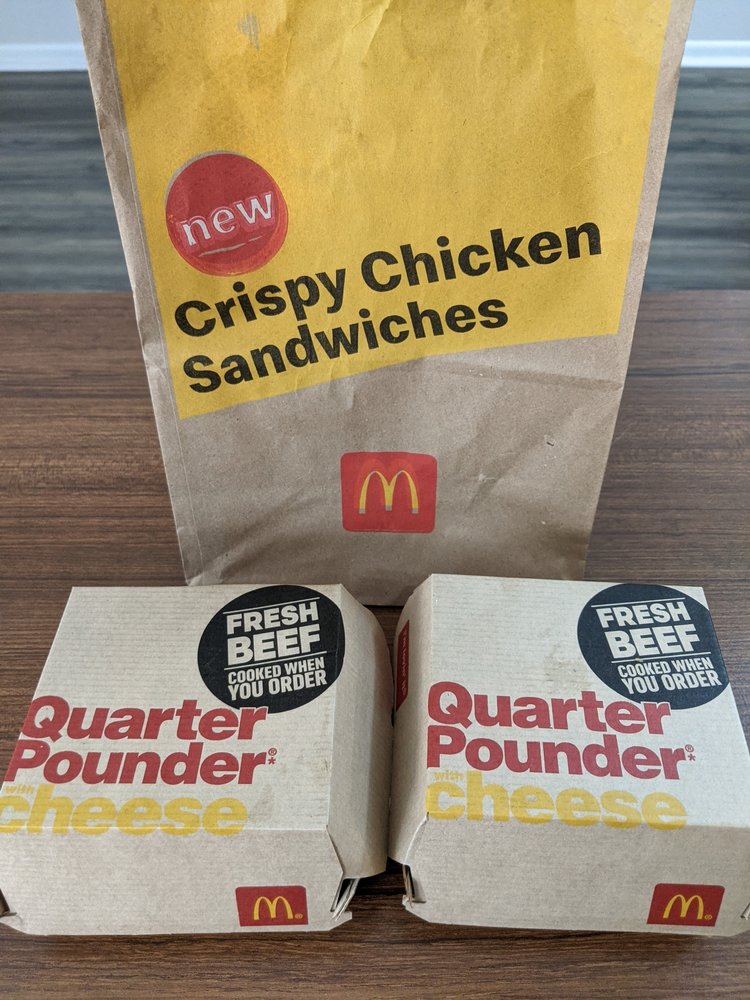 new
Crispy Chicken
Sandwiches
FRESH
BEEF
COOKED WHEN
YOU ORDER
Quarter
Pounder®*
with
cheese
FRESH
BEEF
COOKED WHEN
YOU ORDER
Quarter
Pounder®*
with
cheese